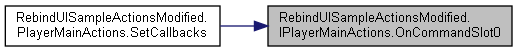 RebindUISampleActionsModified.
PlayerMainActions.SetCallbacks
RebindUISampleActionsModified.
IPlayerMainActions.OnCommandSlot0